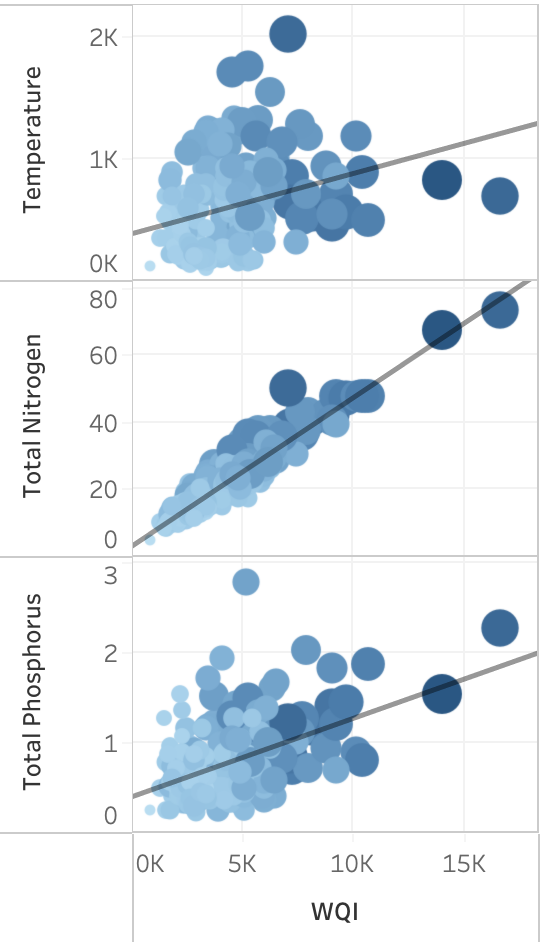 Temperature
2K
1K
0K
Total Nitrogen
80
60
40
20
0
Total Phosphorus
3
2
1
0
0K 5K 10K 15K
WQI